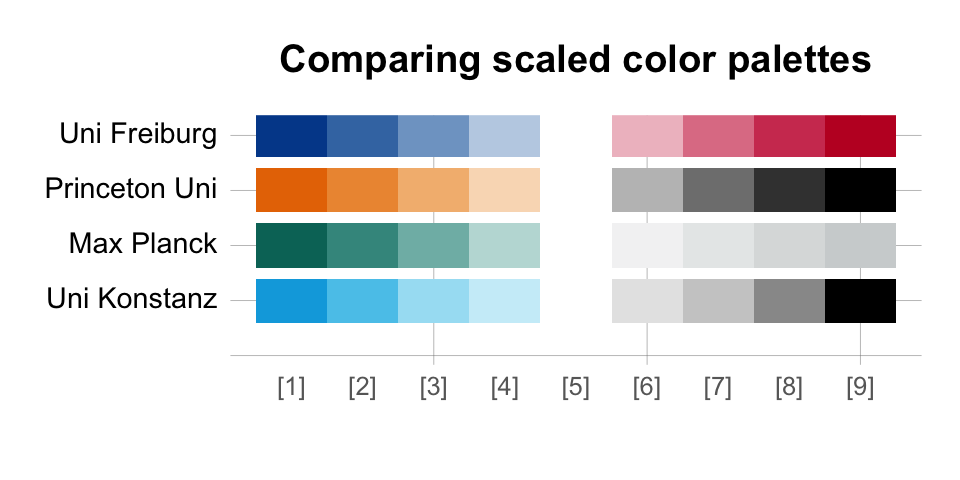 Comparing scaled color palettes
Uni Freiburg
Princeton Uni
Max Planck
Uni Konstanz
[1] [2] [3] [4] [5] [6] [7] [8] [9]